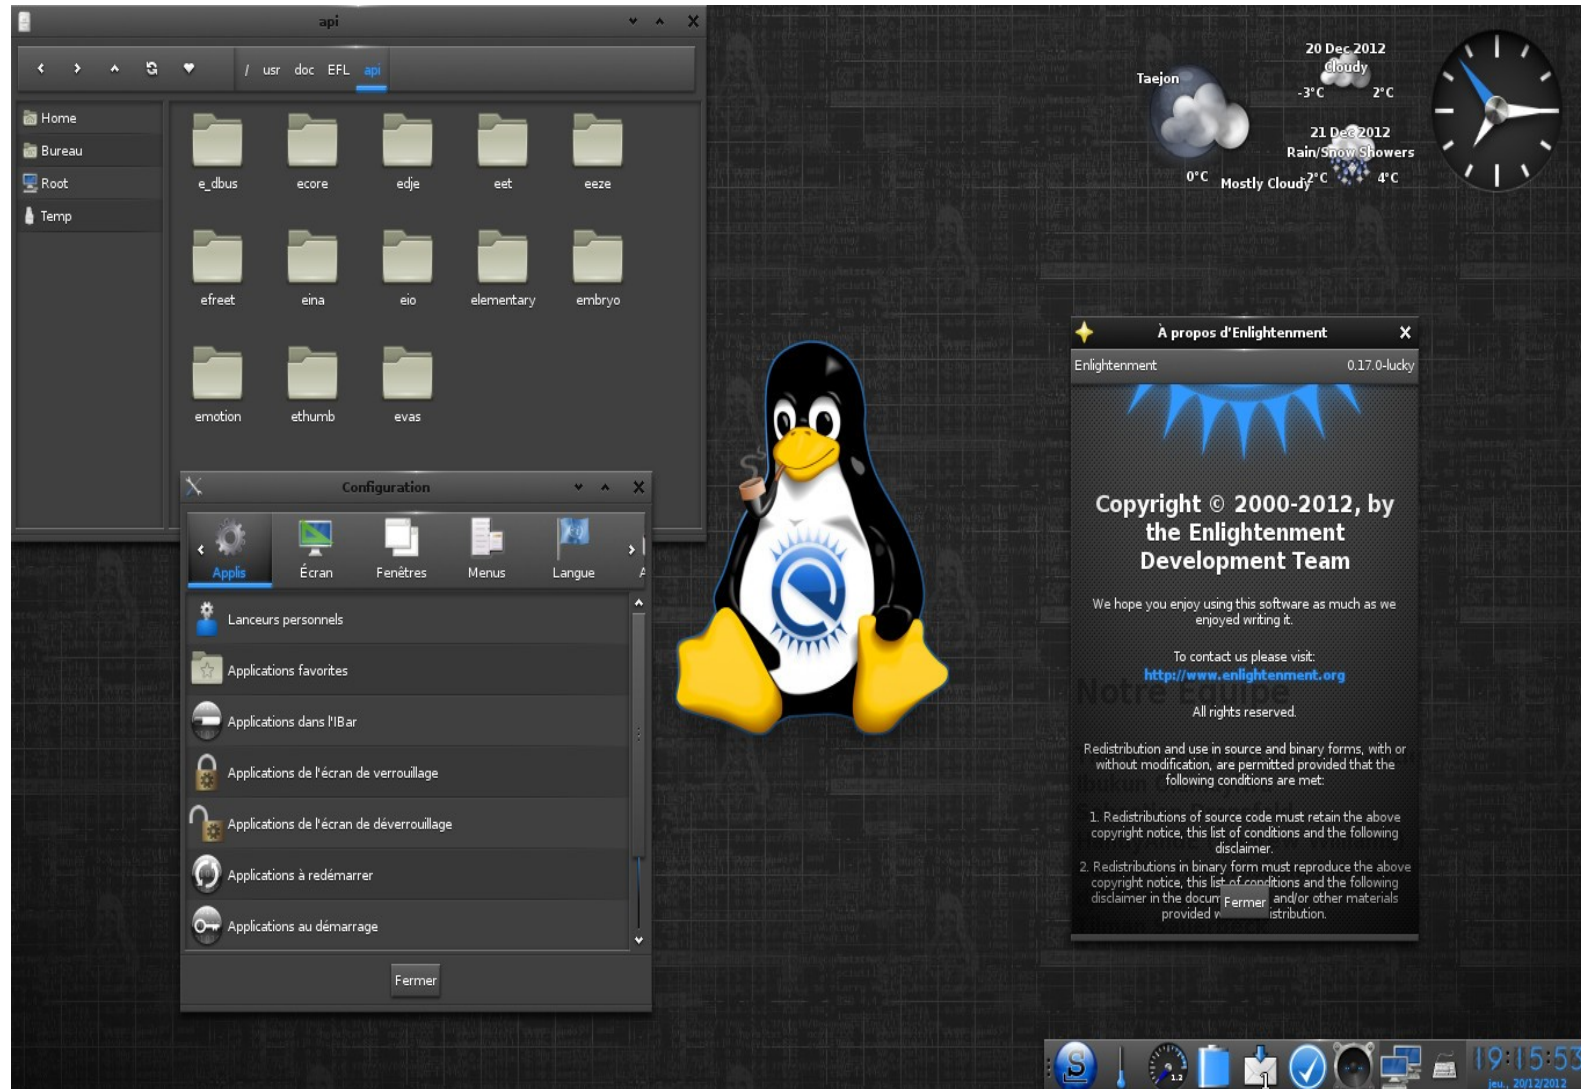 api
/ usr doc EFL api
Home
Bureau
Root
Temp
e_dbus ecore edje eet eeze
efreet eina eio elementary embryo
emotion ethumb evas
Configuration
Applis Écran Fenêtres Menus Langue A
Lanceurs personnels
Applications favorites
Applications dans l'IBar
Applications de l'écran de verrouillage
Applications de l'écran de déverrouillage
Applications à redémarrer
Applications au démarrage
Fermer
Taejon
0°C
Mostly Cloudy
20 Dec 2012
Cloudy
-3°C 2°C
21 Dec 2012
Rain/Snow Showers
-2°C 4°C
À propos d'Enlightenment
Enlightenment 0.17.0-lucky
Copyright © 2000-2012, by
the Enlightenment
Development Team
We hope you enjoy using this software as much as we
enjoyed writing it.
To contact us please visit:
http://www.enlightenment.org
Notre Equipe
All rights reserved.
Redistribution and use in source and binary forms, with or
without modification, are permitted provided that the
following conditions are met:
1. Redistributions of source code must retain the above
copyright notice, this list of conditions and the following
disclaimer.
2. Redistributions in binary form must reproduce the above
copyright notice, this list of conditions and the following
disclaimer in the and/or other materials
provided
Fermer
S
1.2
1
19:15:53
jeu., 20/12/2012